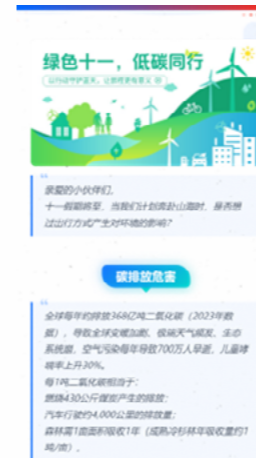 绿色十一，低碳同行
以行动守护蓝天，让旅程更有意义
亲爱的小伙伴们，
十一假期将至，当我们计划奔赴山海时，是否想
过出行方式产生对环境的影响？
碳排放危害
全球每年约排放368亿吨二氧化碳（2023年数
据），导致全球变暖加剧、极端天气频发、生态
系统崩，空气污染每年导致700万人早逝，儿童哮
喘率上升30%。
每1吨二氧化碳相当于：
燃烧430公斤煤炭产生的排放；
汽车行驶约4,000公里的排放量；
森林需1亩面积吸收1年（成熟冷杉林年吸收量约1
吨/亩）。